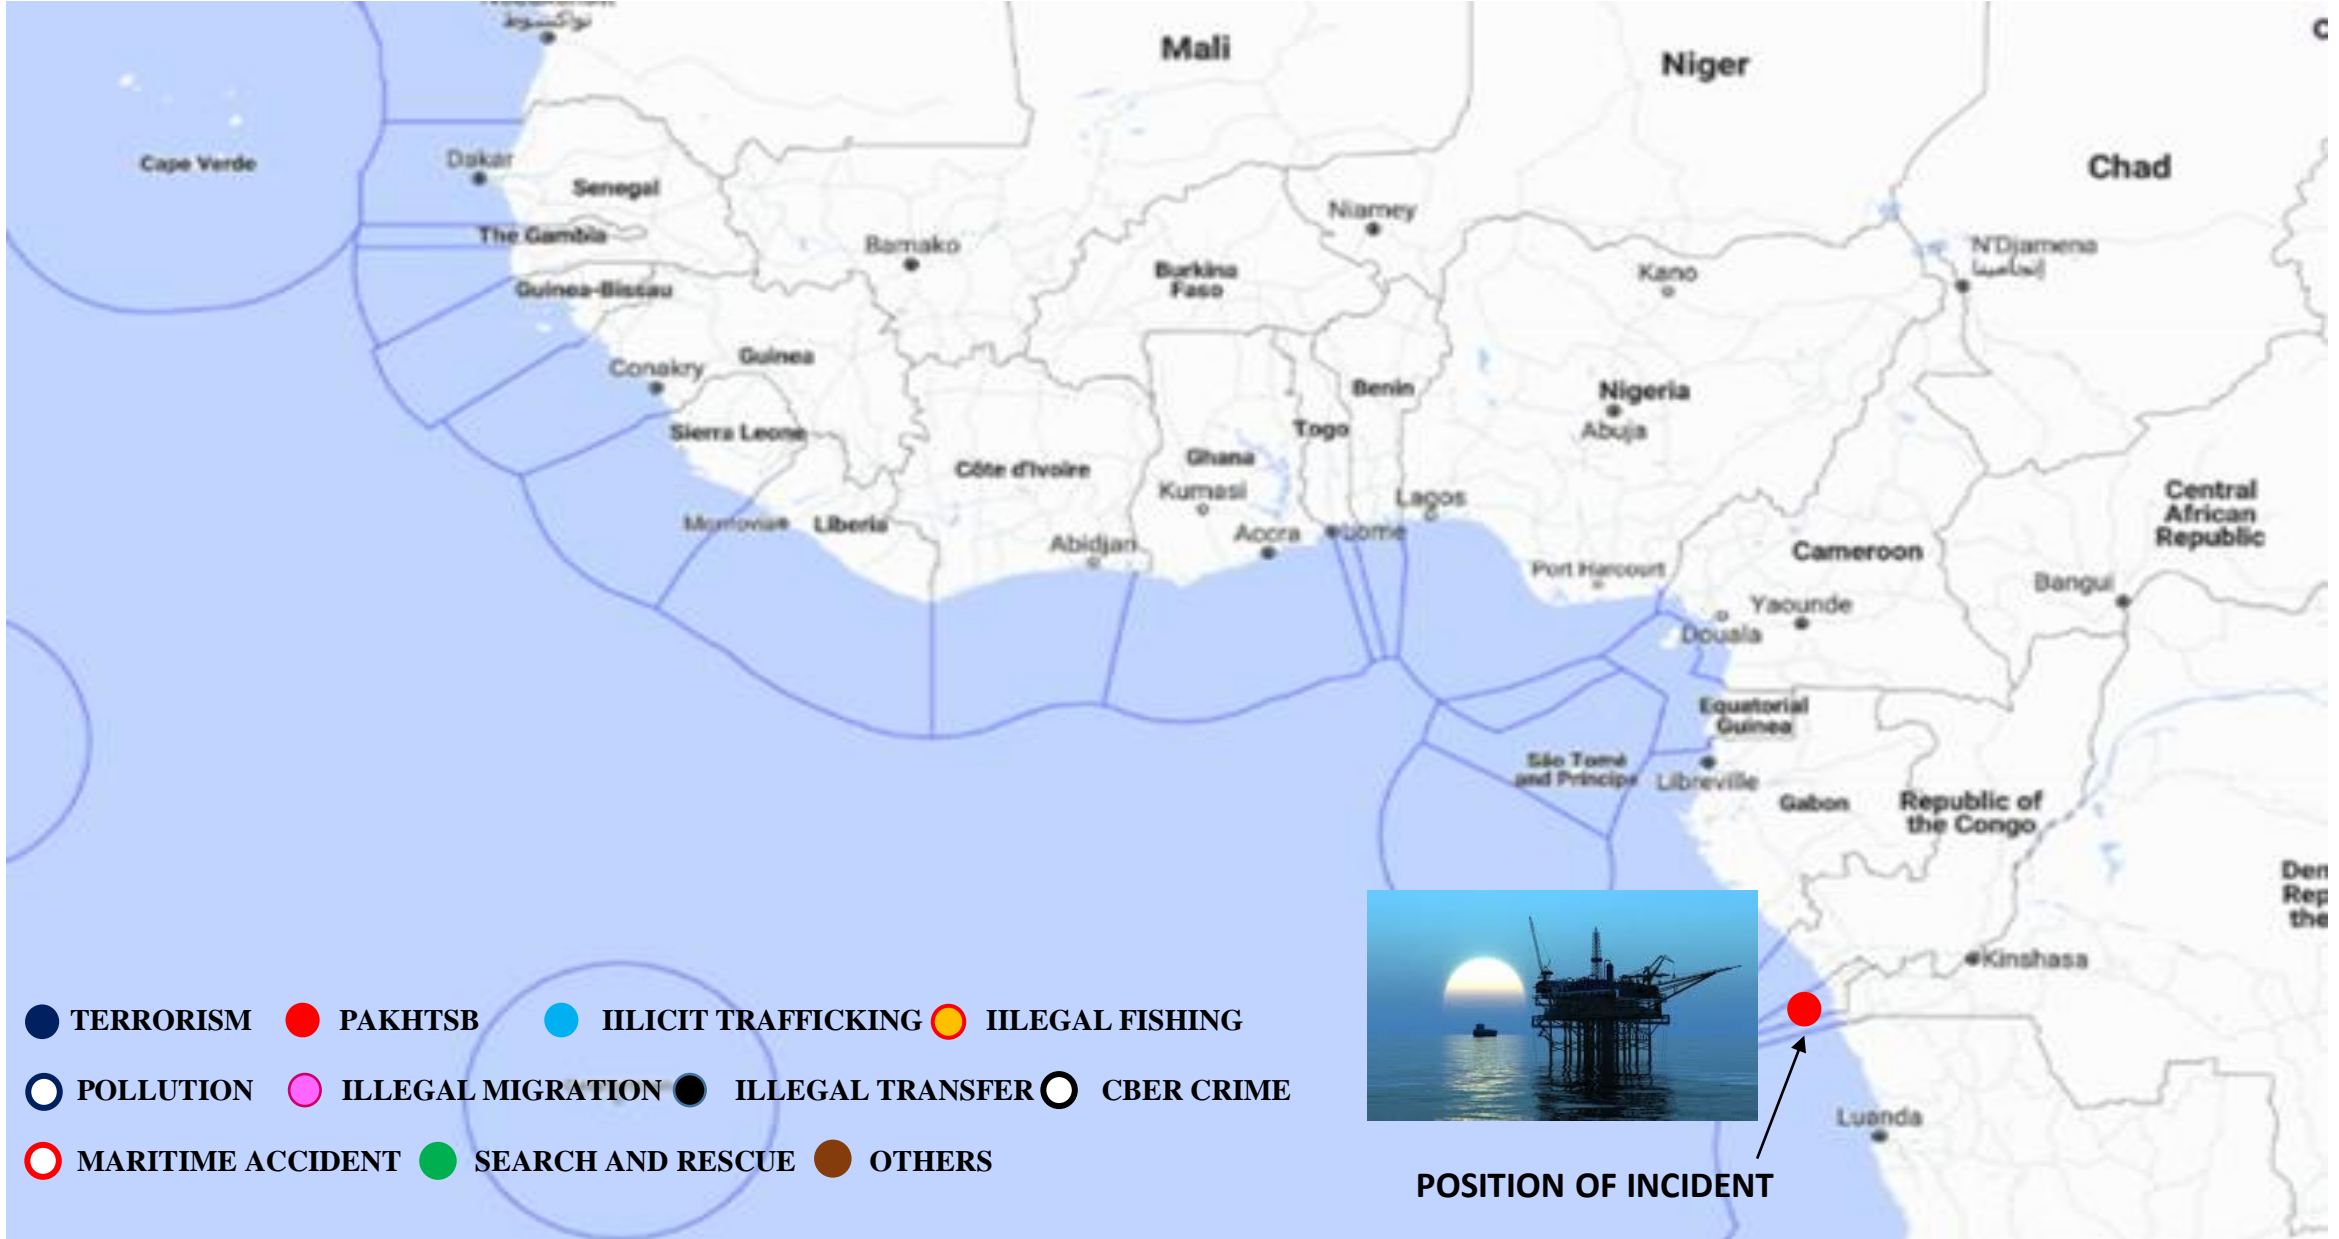 نواكشوط
Mali
Niger
Cape Verde
Dakar
Senegal
Chad
The Gambia
Niamey
Bamako
N'Djamena
إنجامينا
Burkina
Faso
Kano
Guinea-Bissau
Guinea
Conakry
Benin
Nigeria
Abuja
Sierra Leone
Togo
Côte d'Ivoire
Ghana
Kumasi
Lagos
Central
African
Republic
Monrovia
Liberia
Abidjan
Accra
Lome
Port Harcourt
Cameroon
Bangui
Yaounde
Douala
Equatorial
Guinea
São Tomé
and Príncipe
Libreville
Gabon
Republic of
the Congo
Kinshasa
Luanda
TERRORISM PAKHTSB IILICIT TRAFFICKING IILEGAL FISHING
POLLUTION ILLEGAL MIGRATION ILLEGAL TRANSFER CBER CRIME
MARITIME ACCIDENT SEARCH AND RESCUE OTHERS
POSITION OF INCIDENT